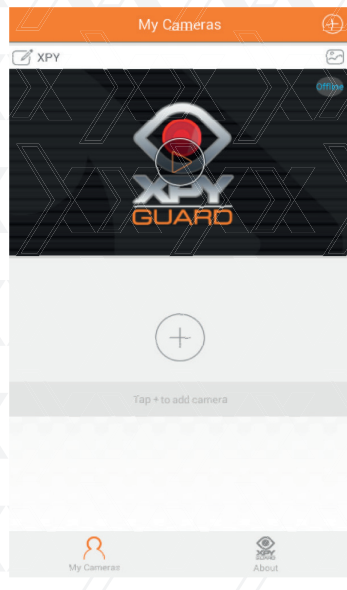 My Cameras
XPY
Offline
XPY
GUARD
Tap + to add camera
My Cameras
XPY
GUARD
About